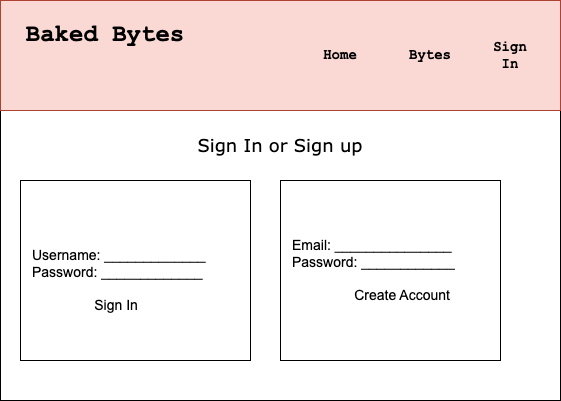 Baked Bytes
Home
Bytes
Sign
In
Sign In or Sign up
Username: _____________
Password: _____________
Sign In
Email: _______________
Password: ____________
Create Account